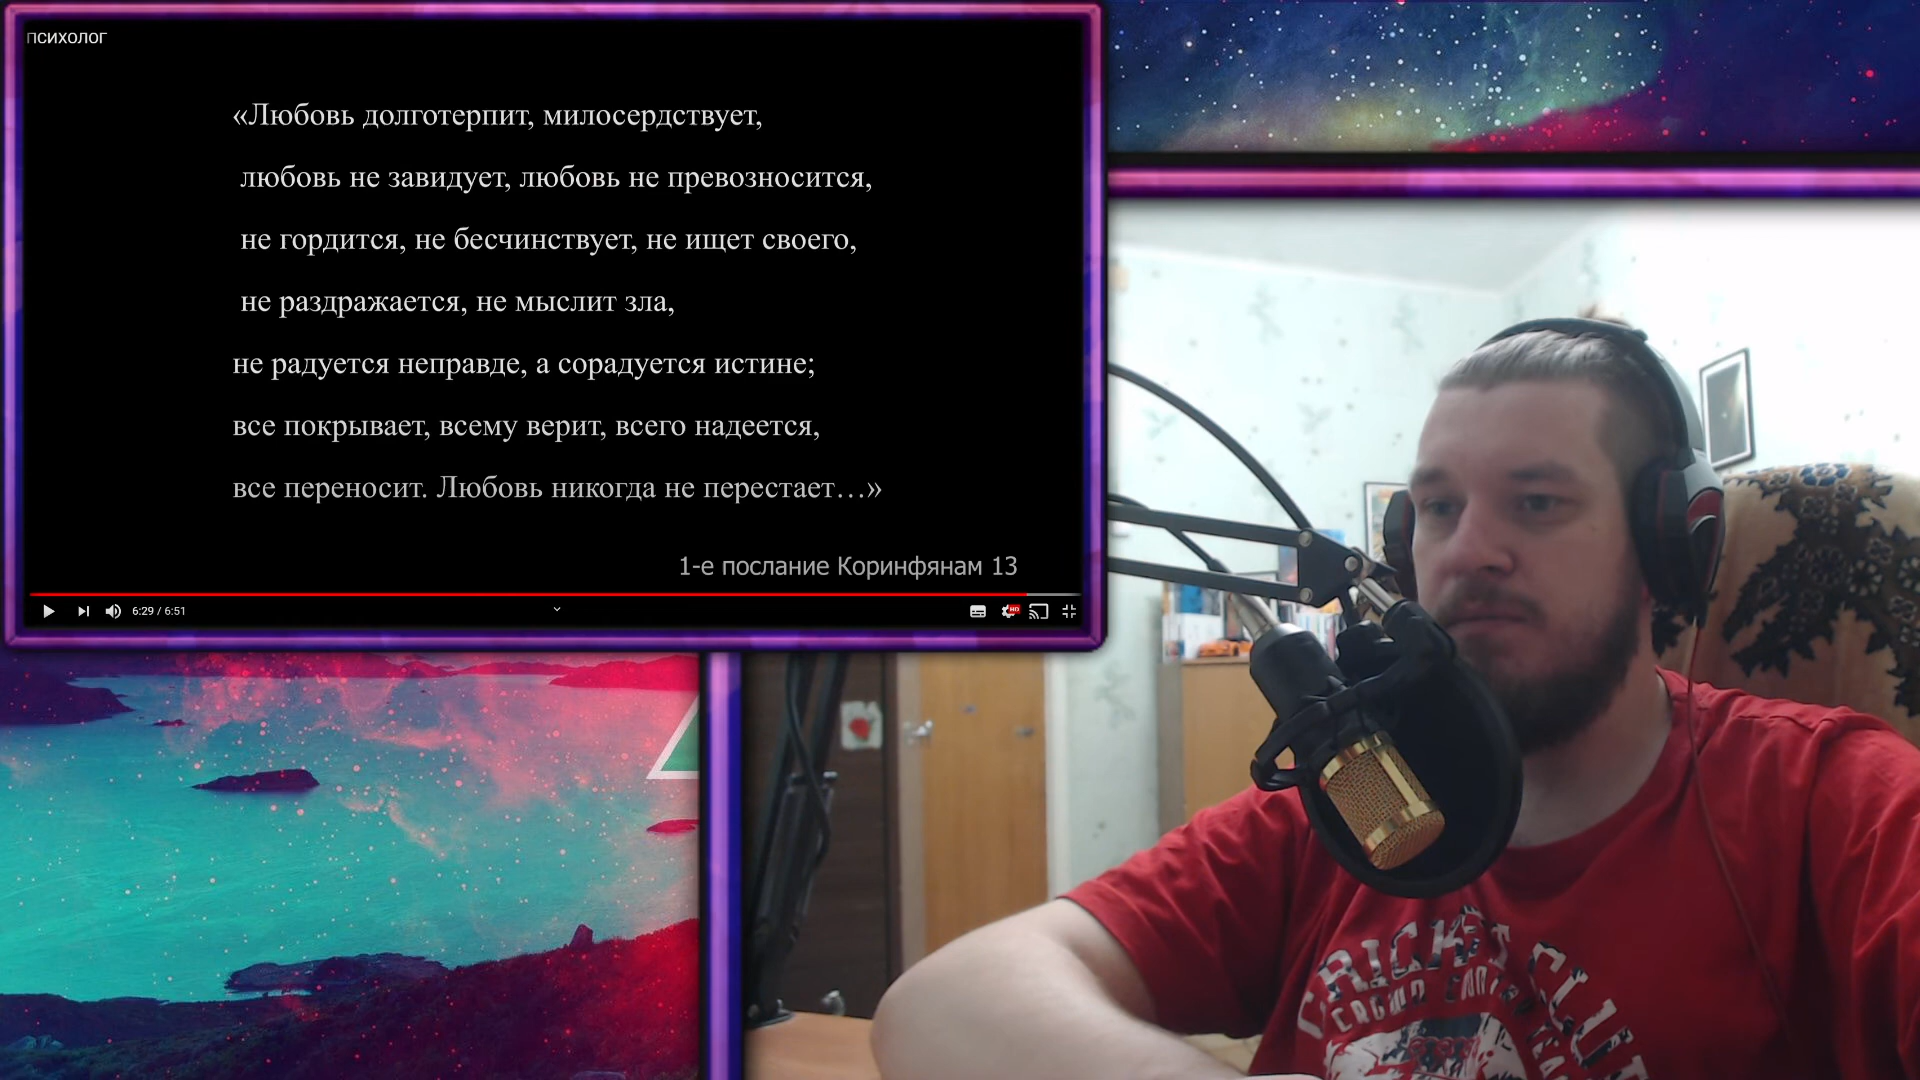 ПСИХОЛОГ
«Любовь долготерпит, милосердствует,
любовь не завидует, любовь не превозносится,
не гордится, не бесчинствует, не ищет своего,
не раздражается, не мыслит зла,
не радуется неправде, а сорадуется истине;
все покрывает, всему верит, всего надеется,
все переносит. Любовь никогда не перестает…»
1-е послание Коринфянам 13
6:29 / 6:51
HD